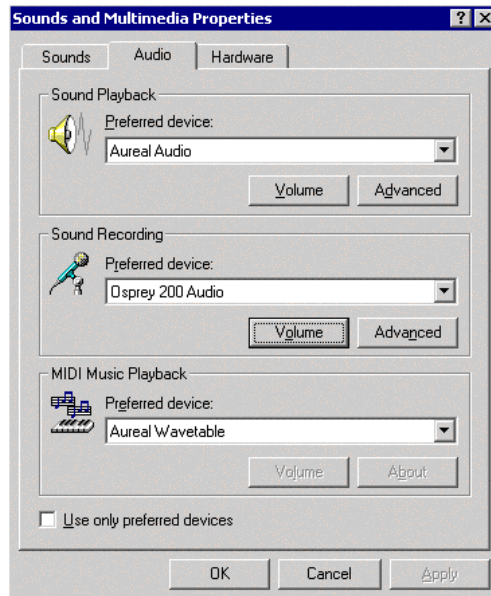 Sounds and Multimedia Properties
Sounds
Audio
Hardware
Sound Playback
Preferred device:
Aureal Audio
Volume
Advanced
Sound Recording
Preferred device:
Osprey 200 Audio
Volume
Advanced
MIDI Music Playback
Preferred device:
Aureal Wavetable
Volume
About
Use only preferred devices
OK
Cancel
Apply